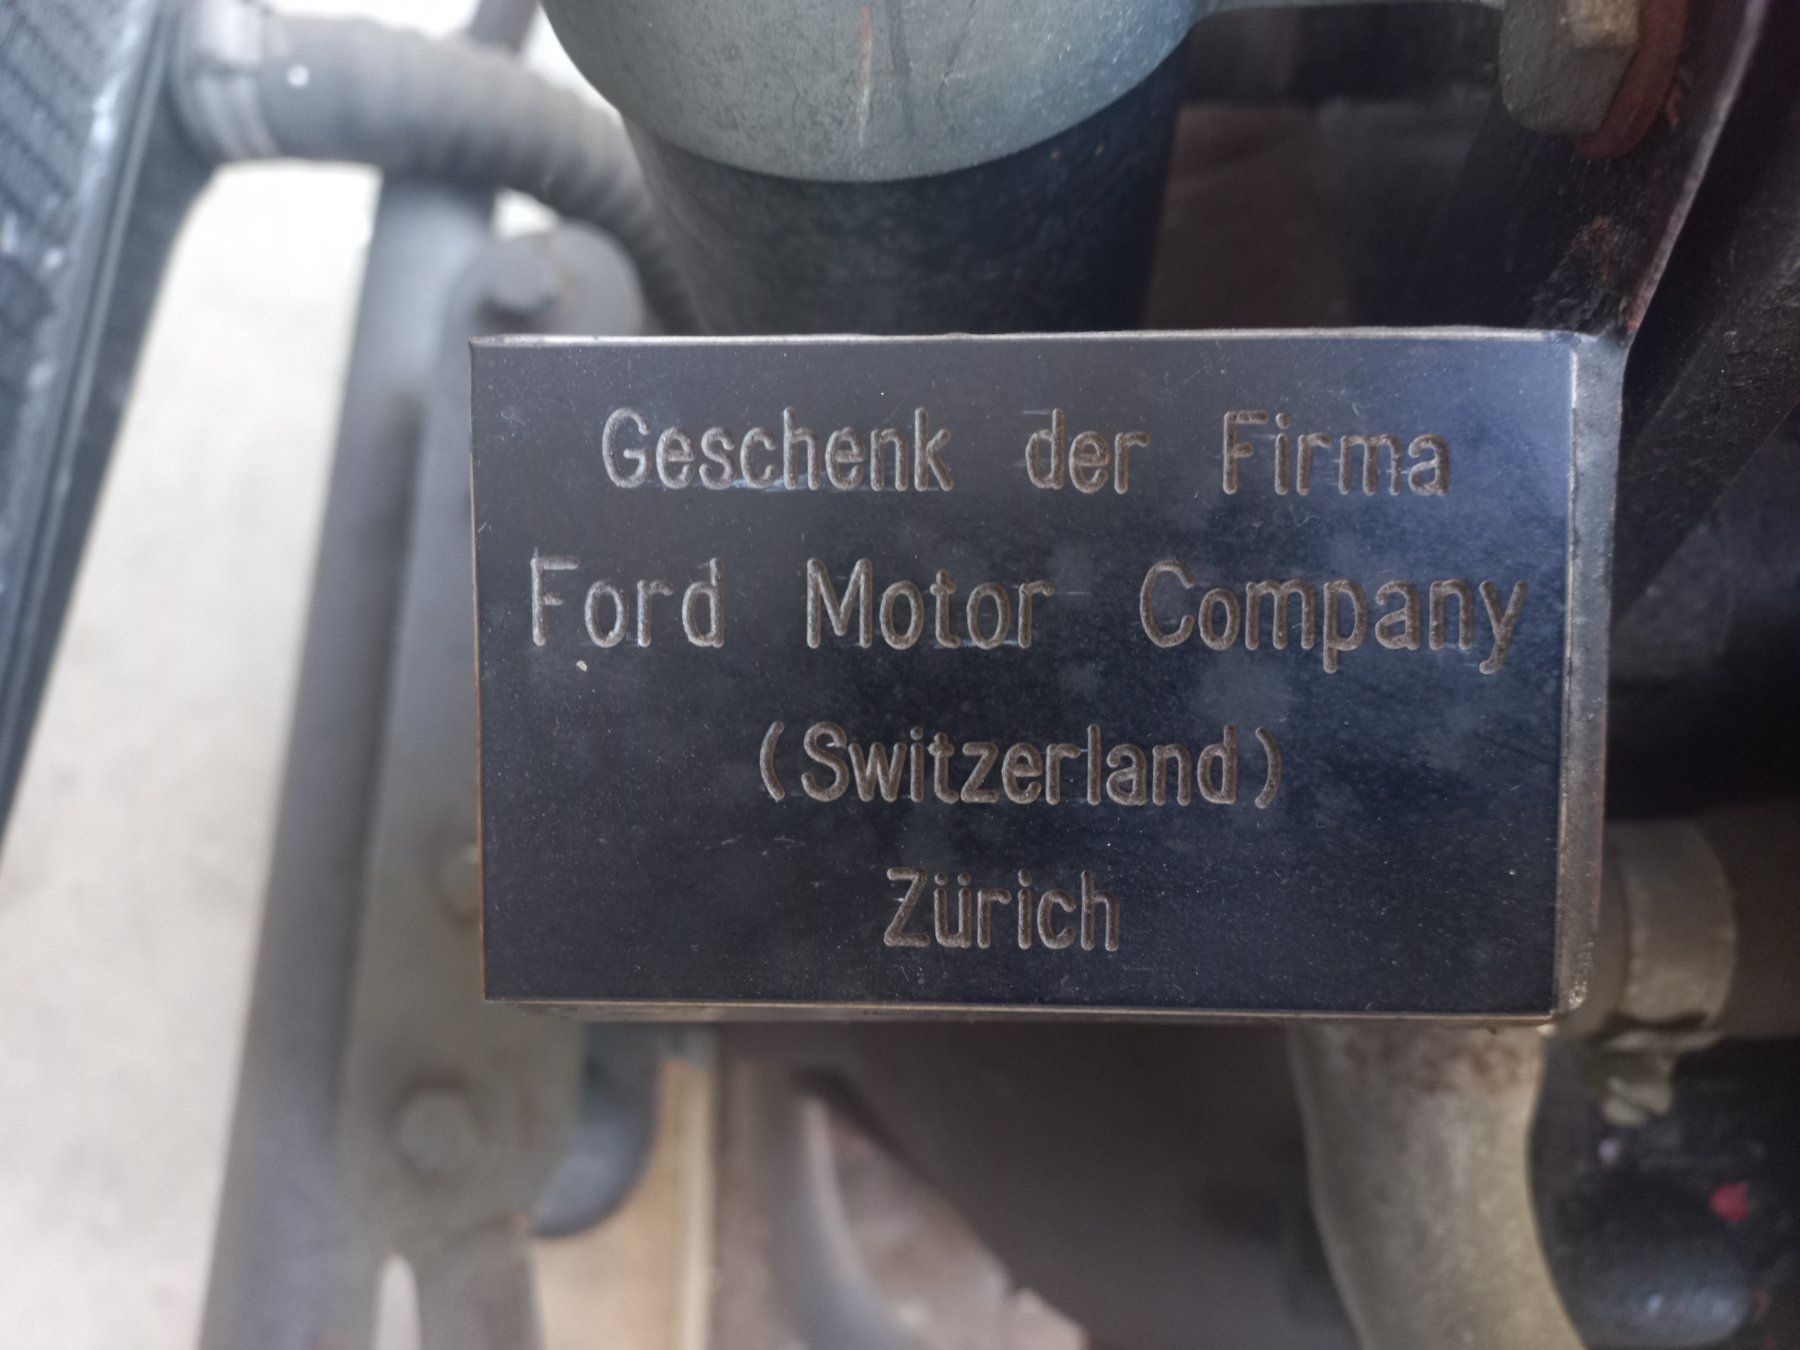 Geschenk der Firma
Ford Motor Company
(Switzerland)
Zürich